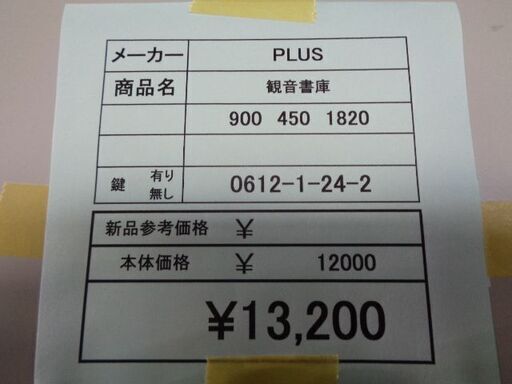 メーカー PLUS
商品名 観音書庫
900 450 1820
鍵 有り 無し 0612-1-24-2
新品参考価格 ¥
本体価格 ¥ 12000
¥13,200